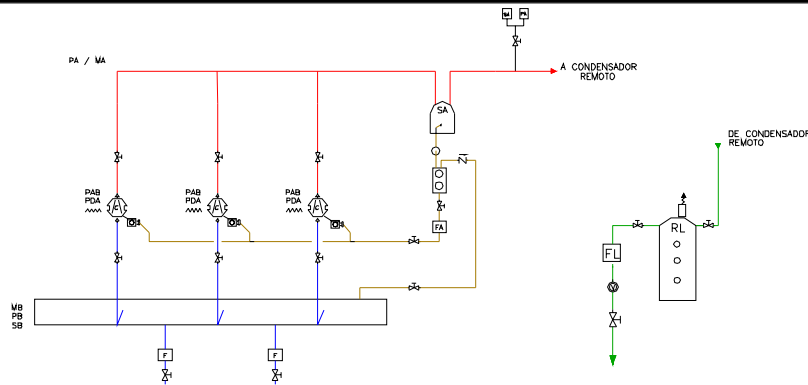 PA / MA
A CONDENSADOR
REMOTO
SA
DE CONDENSADOR
REMOTO
PAB
PDA
C
PAB
PDA
C
PAB
PDA
C
FA
RL
FL
MB
PB
SB
F
F